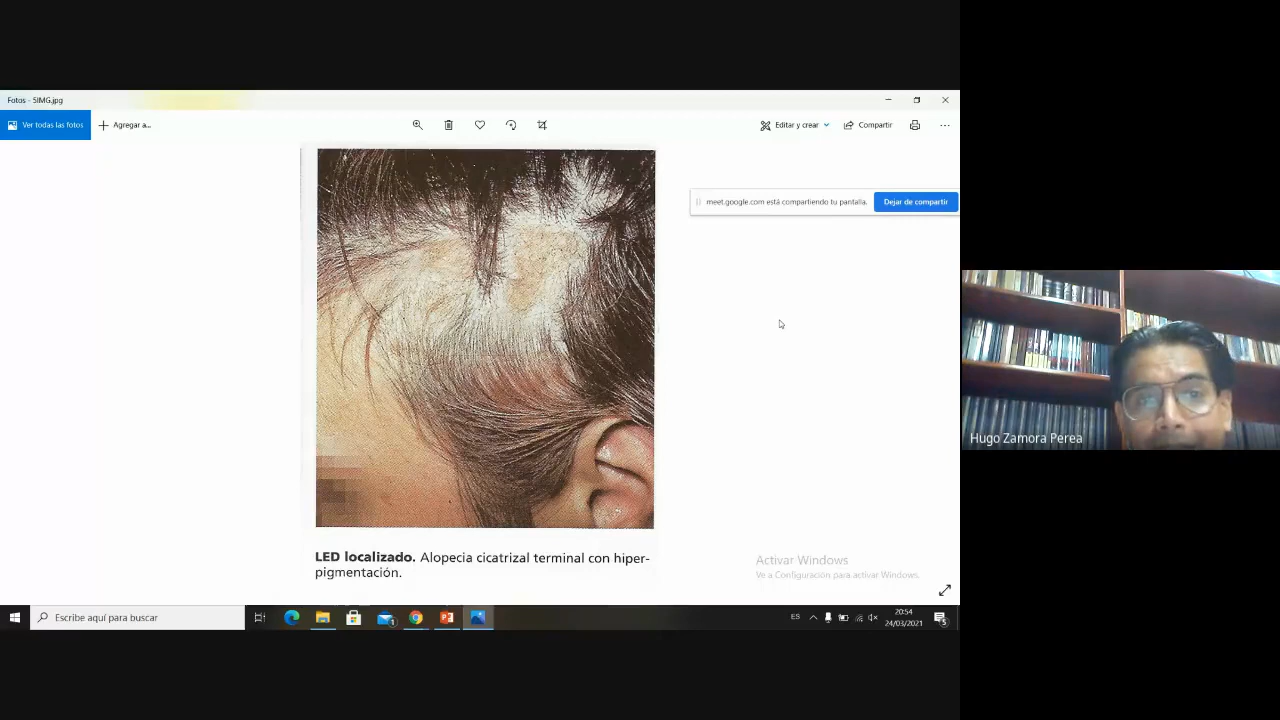 Fotos - 5IMG.jpg
Ver todas las fotos
Agregar a...
Editar y crear
Compartir
meet.google.com está compartiendo tu pantalla.
Dejar de compartir
Hugo Zamora Perea
LED localizado. Alopecia cicatrizal terminal con hiper-
pigmentación.
Activar Windows
Ve a Configuración para activar Windows.
Escribe aquí para buscar
1
ES
20:54
24/03/2021
5